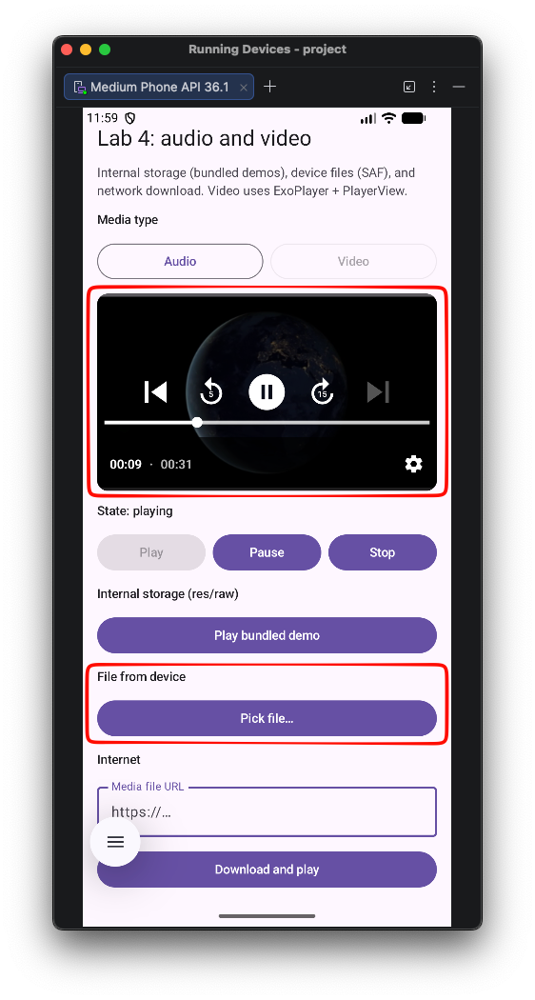 Running Devices - project
Medium Phone API 36.1
11:59
Lab 4: audio and video
Internal storage (bundled demos), device files (SAF), and
network download. Video uses ExoPlayer + PlayerView.
Media type
Audio Video
5 15
00:09 · 00:31
State: playing
Play Pause Stop
Internal storage (res/raw)
Play bundled demo
File from device
Pick file…
Internet
Media file URL
https://…
Download and play